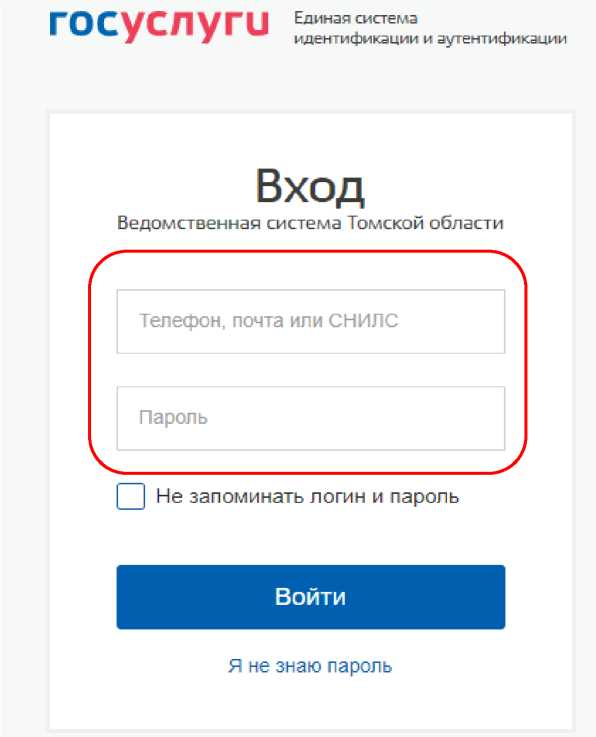 госуслуги
Единая система
идентификации и аутентификации
Вход
Ведомственная система Томской области
Телефон, почта или СНИЛС
Пароль
Не запоминать логин и пароль
Войти
Я не знаю пароль